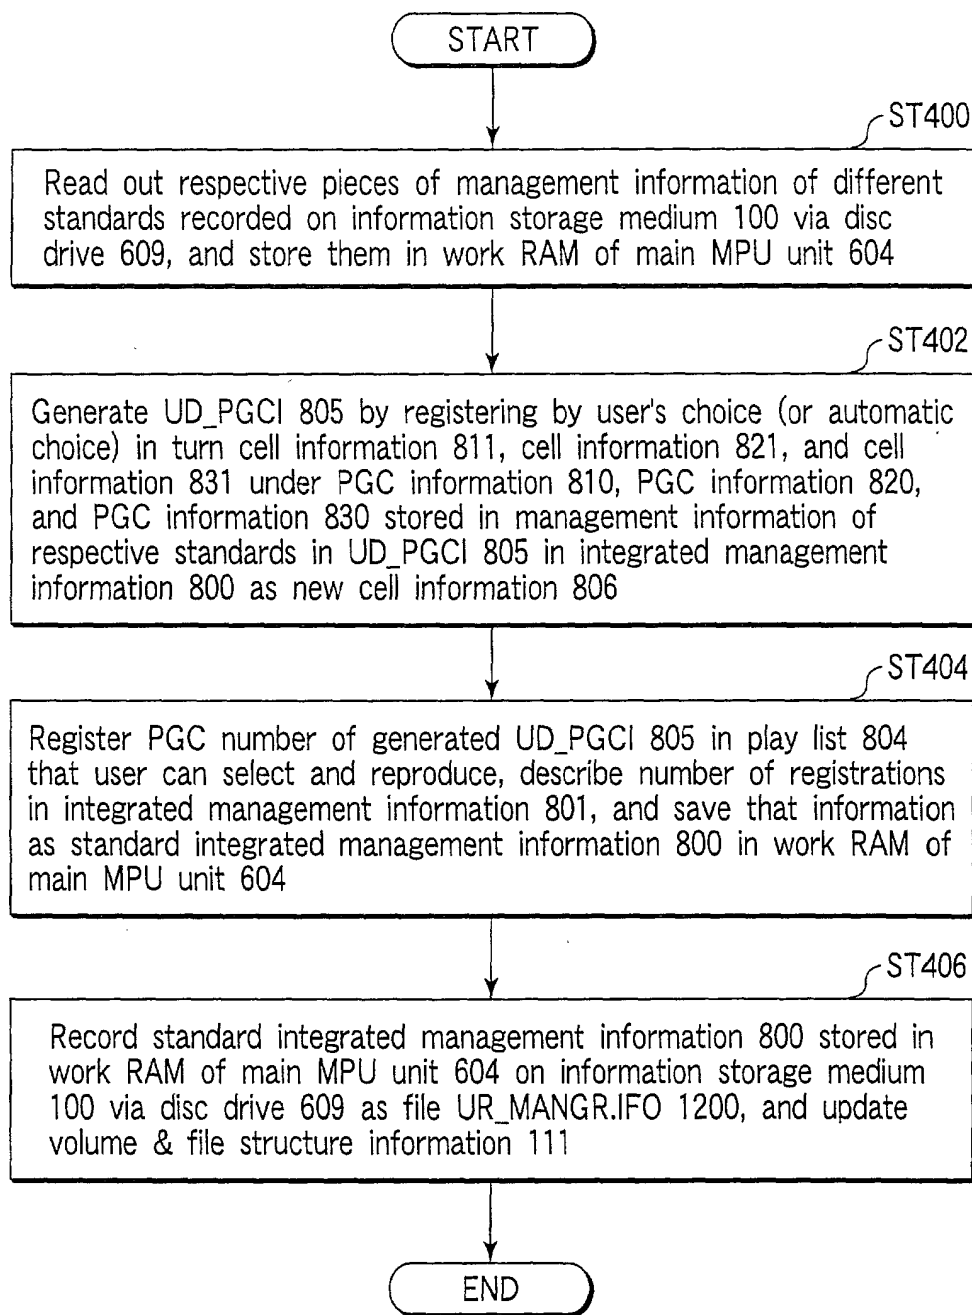 START
ST400
Read out respective pieces of management information of different
standards recorded on information storage medium 100 via disc
drive 609, and store them in work RAM of main MPU unit 604
ST402
Generate UD_PGCI 805 by registering by user's choice (or automatic
choice) in turn cell information 811, cell information 821, and cell
information 831 under PGC information 810, PGC information 820,
and PGC information 830 stored in management information of
respective standards in UD_PGCI 805 in integrated management
information 800 as new cell information 806
ST404
Register PGC number of generated UD_PGCI 805 in play list 804
that user can select and reproduce, describe number of registrations
in integrated management information 801, and save that information
as standard integrated management information 800 in work RAM of
main MPU unit 604
ST406
Record standard integrated management information 800 stored in
work RAM of main MPU unit 604 on information storage medium
100 via disc drive 609 as file UR_MANGR.IFO 1200, and update
volume & file structure information 111
END